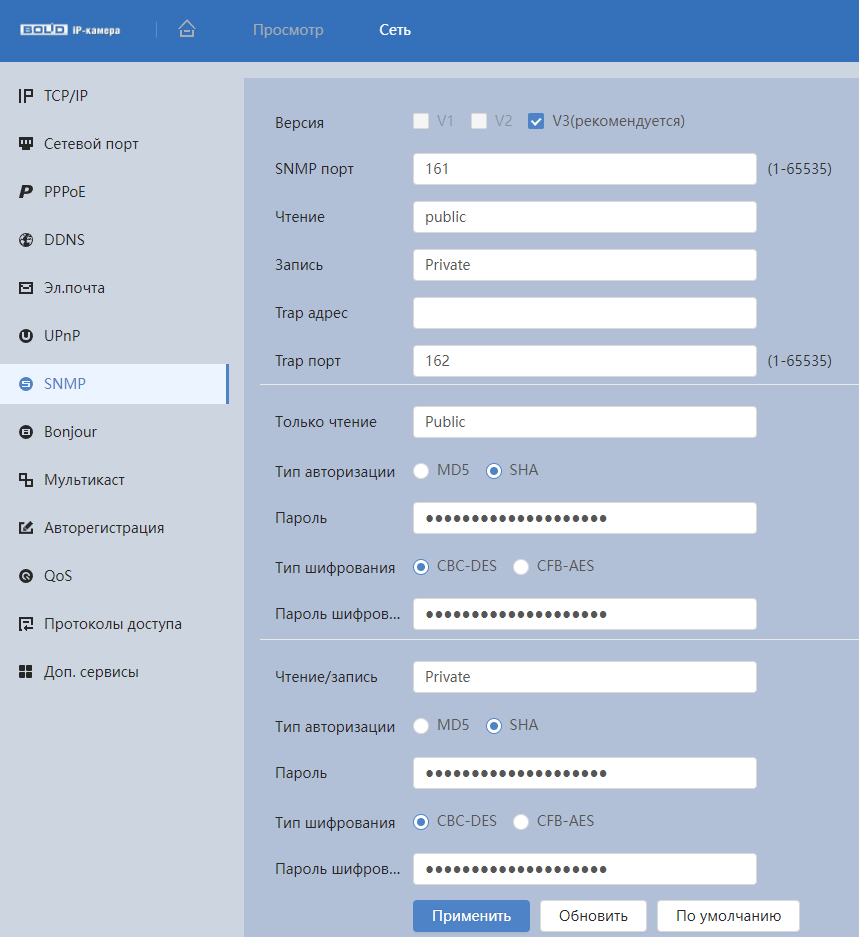 BOLID IP-камера Просмотр Сеть
TCP/IP
Сетевой порт
PPPoE
DDNS
Эл.почта
UPnP
SNMP
Bonjour
Мультикаст
Авторегистрация
QoS
Протоколы доступа
Доп. сервисы
Версия V1 V2 V3(рекомендуется)
SNMP порт 161 (1-65535)
Чтение public
Запись Private
Trap адрес
Trap порт 162 (1-65535)
Только чтение Public
Тип авторизации MD5 SHA
Пароль ●●●●●●●●●●●●●●●●●●●●
Тип шифрования CBC-DES CFB-AES
Пароль шифров... ●●●●●●●●●●●●●●●●●●●●
Чтение/запись Private
Тип авторизации MD5 SHA
Пароль ●●●●●●●●●●●●●●●●●●●●
Тип шифрования CBC-DES CFB-AES
Пароль шифров... ●●●●●●●●●●●●●●●●●●●●
Применить Обновить По умолчанию